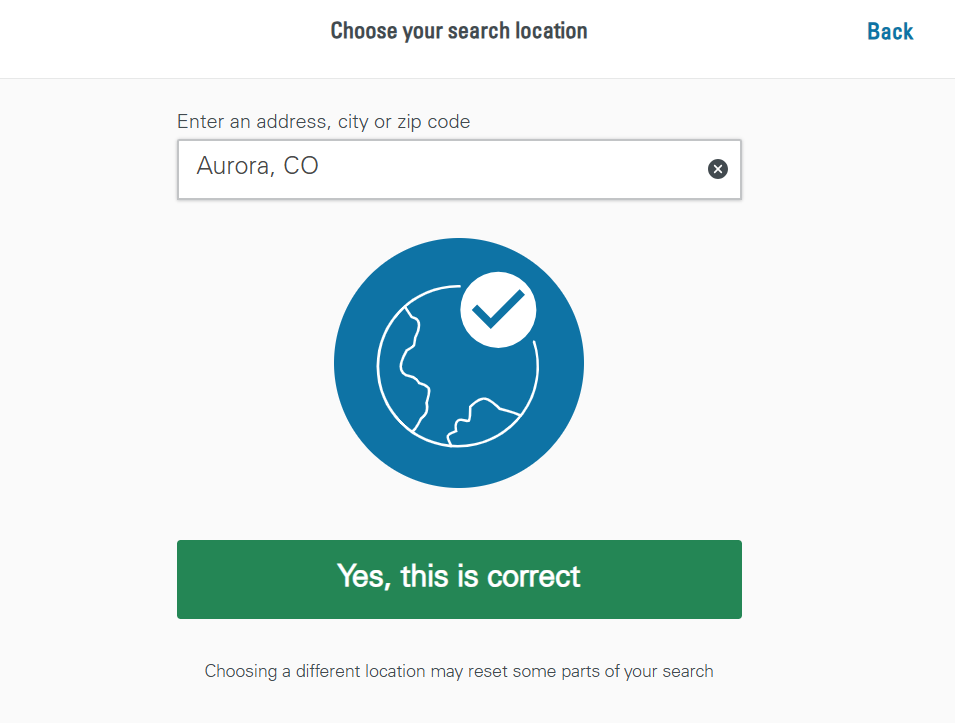 Choose your search location
Back
Enter an address, city or zip code
Aurora, CO
Yes, this is correct
Choosing a different location may reset some parts of your search